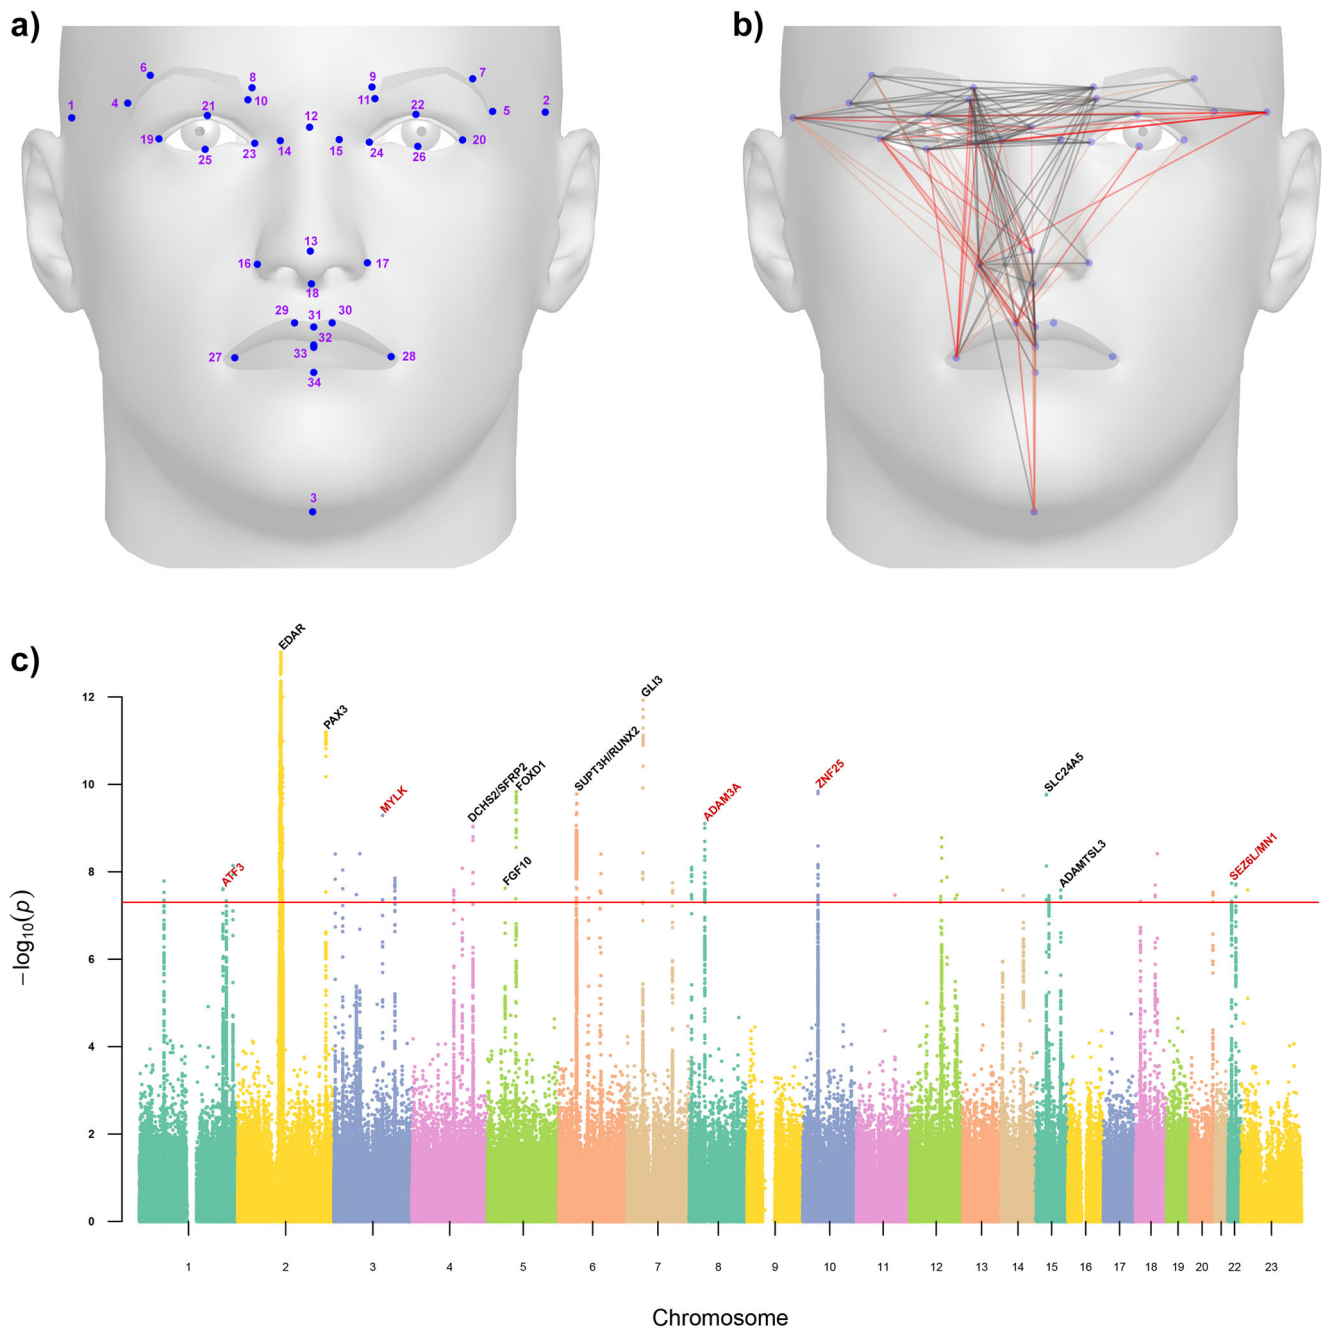 a)
b)
6
7
8
9
10
11
1
4
21
22
5
2
12
19
25
23
14
15
24
26
20
13
16
17
18
29
31
30
32
27
33
28
34
3
c)
EDAR
PAX3
MYLK
ATF3
DCHS2/SFRP2
FOXD1
FGF10
SUPT3H/RUNX2
GLI3
ADAM3A
ZNF25
SLC24A5
ADAMTSL3
SEZ6L/MN1
12
10
8
6
4
2
0
−log10(p)
1 2 3 4 5 6 7 8 9 10 11 12 13 14 15 16 17 18 19 20 22 23
Chromosome